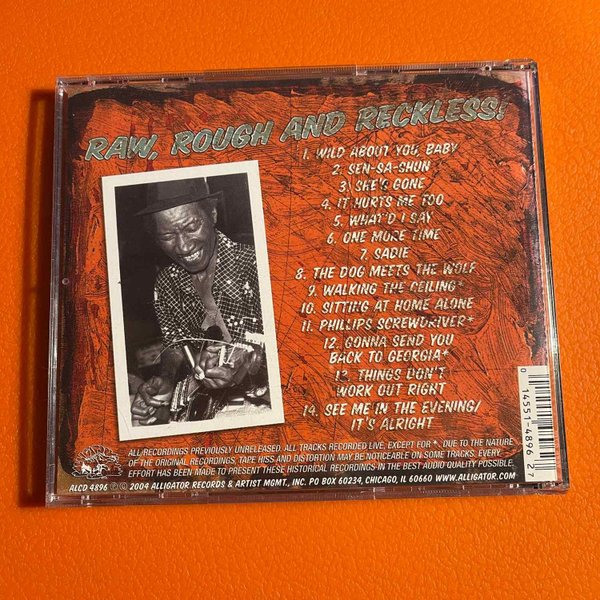 RAW, ROUGH AND RECKLESS!
1. WILD ABOUT YOU, BABY
2. SEN-SA-SHUN
3. SHE'S GONE
4. IT HURTS ME TOO
5. WHAT'D I SAY
6. ONE MORE TIME
7. SADIE
8. THE DOG MEETS THE WOLF
9. WALKING THE CEILING*
10. SITTING AT HOME ALONE
11. PHILLIPS SCREWDRIVER*
12. GONNA SEND YOU
BACK TO GEORGIA*
13. THINGS DON'T
WORK OUT RIGHT
14. SEE ME IN THE EVENING/
IT'S ALRIGHT
ALL RECORDINGS PREVIOUSLY UNRELEASED. ALL TRACKS RECORDED LIVE, EXCEPT FOR *. DUE TO THE NATURE
OF THE ORIGINAL RECORDINGS, TAPE HISS AND DISTORTION MAY BE NOTICEABLE ON SOME TRACKS. EVERY
EFFORT HAS BEEN MADE TO PRESENT THESE HISTORICAL RECORDINGS IN THE BEST AUDIO QUALITY POSSIBLE.
ALCD 4896 ℗ © 2004 ALLIGATOR RECORDS & ARTIST MGMT., INC. PO BOX 60234, CHICAGO, IL 60660 WWW.ALLIGATOR.COM
0 14551-4896 2